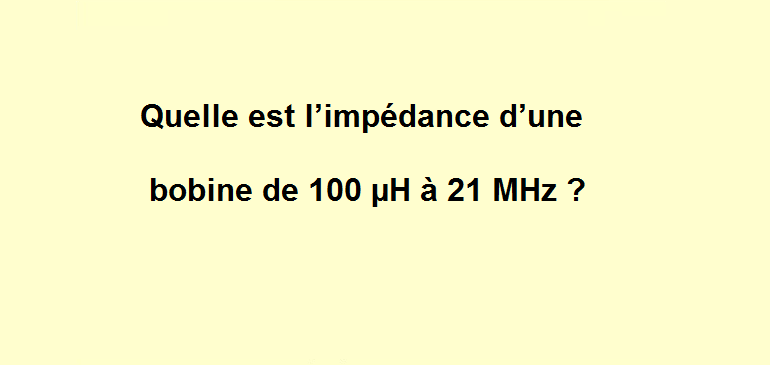 Quelle est l’impédance d’une
bobine de 100 µH à 21 MHz ?